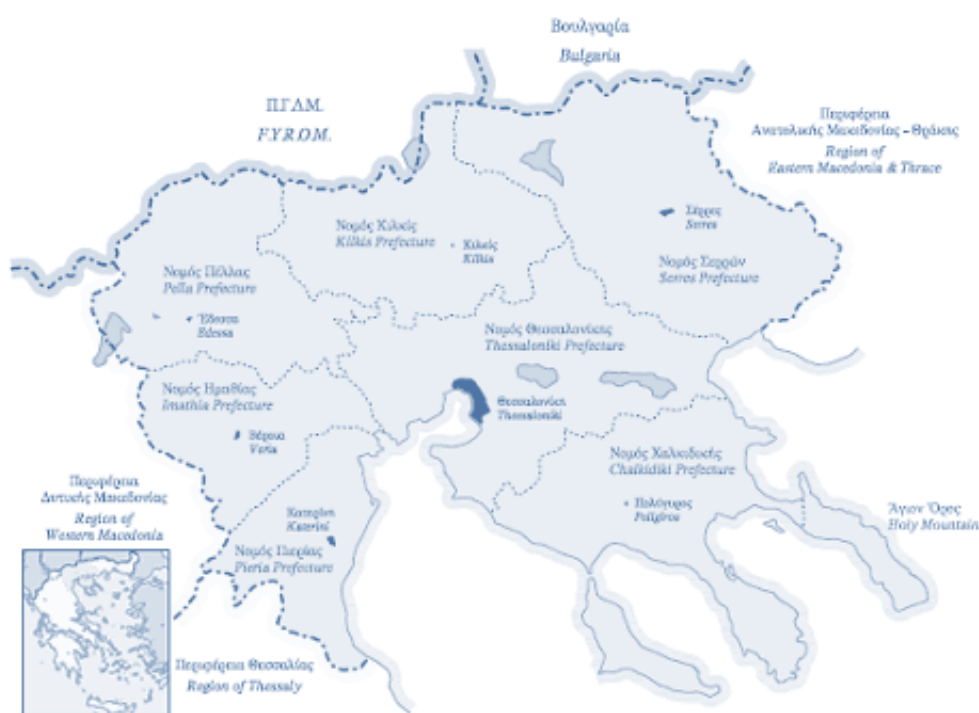 Βουλγαρία
Bulgaria
Π.Γ.Δ.Μ.
F.Y.R.O.M.
Περιφέρεια
Ανατολικής Μακεδονίας – Θράκης
Region of
Eastern Macedonia & Thrace
Νομός Κιλκίς
Kilkis Prefecture
Κιλκίς
Kilkis
Σέρρες
Serres
Νομός Σερρών
Serres Prefecture
Νομός Πέλλας
Pella Prefecture
Έδεσσα
Edessa
Νομός Θεσσαλονίκης
Thessaloniki Prefecture
Θεσσαλονίκη
Thessaloniki
Νομός Ημαθίας
Imathia Prefecture
Βέροια
Veria
Νομός Χαλκιδικής
Chalkidiki Prefecture
Πολύγυρος
Poligiros
Περιφέρεια
Δυτικής Μακεδονίας
Region of
Western Macedonia
Κατερίνη
Katerini
Νομός Πιερίας
Pieria Prefecture
Άγιον Όρος
Holy Mountain
Περιφέρεια Θεσσαλίας
Region of Thessaly